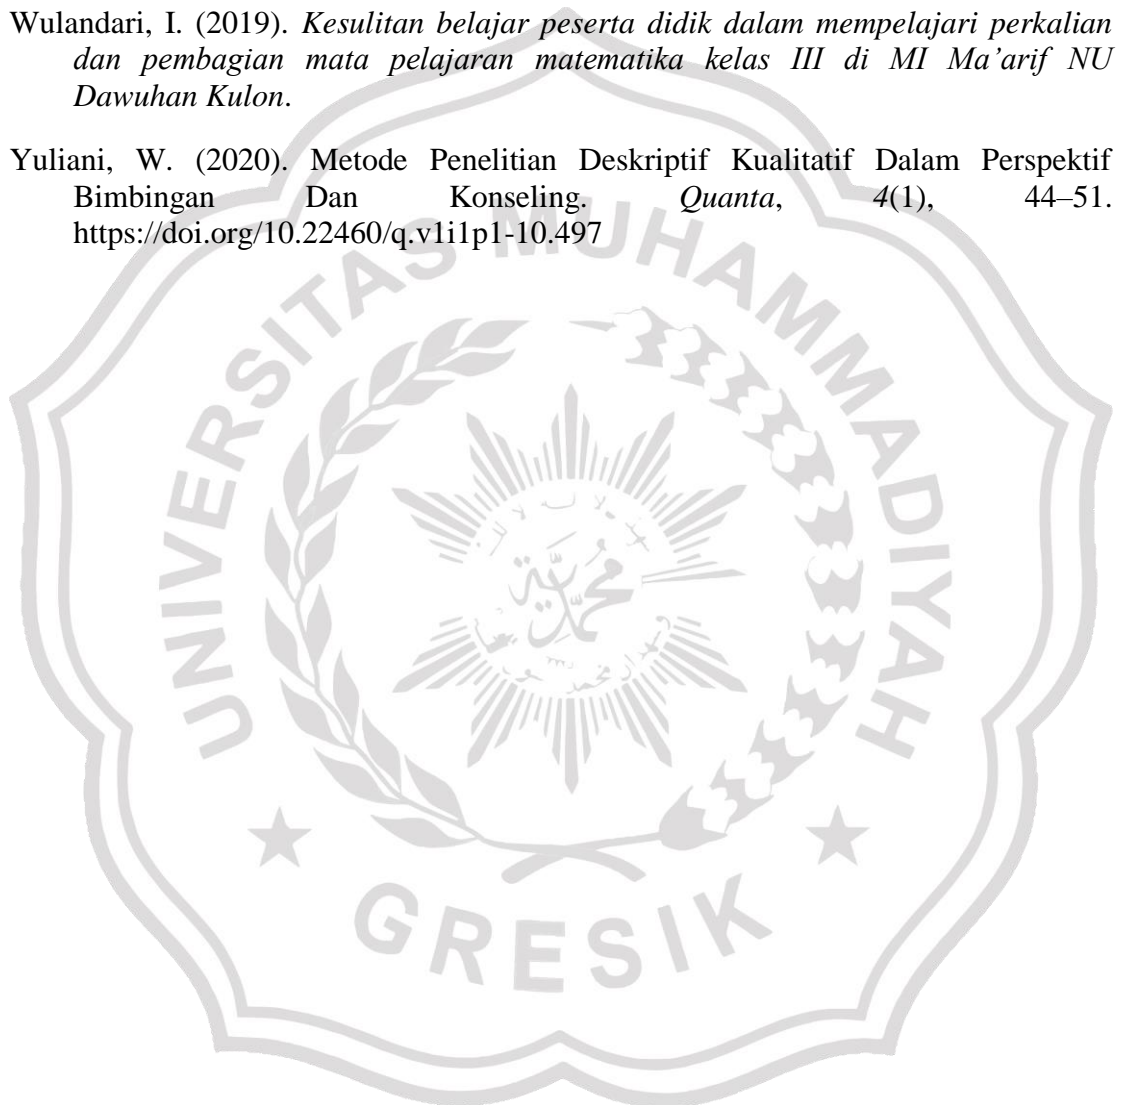 Wulandari, I. (2019). Kesulitan belajar peserta didik dalam mempelajari perkalian
dan pembagian mata pelajaran matematika kelas III di MI Ma’arif NU
Dawuhan Kulon.
Yuliani, W. (2020). Metode Penelitian Deskriptif Kualitatif Dalam Perspektif
Bimbingan Dan Konseling. Quanta, 4(1), 44–51.
https://doi.org/10.22460/q.v1i1p1-10.497
UNIVERSITAS MUHAMMADIYAH
محمدية
GRESIK